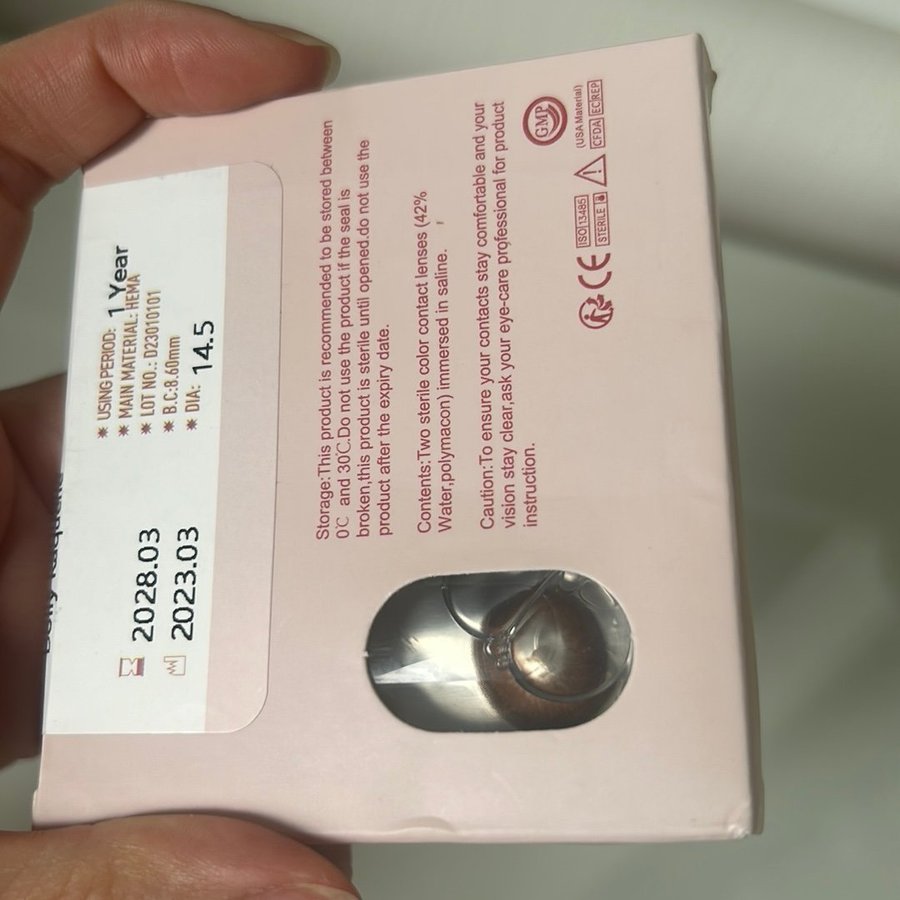 ✷ USING PERIOD: 1 Year
✷ MAIN MATERIAL: HEMA
✷ LOT NO.: D23010101
✷ B.C:8.60mm
✷ DIA: 14.5
2028.03
2023.03
Storage:This product is recommended to be stored between
0℃ and 30℃.Do not use the product if the seal is
broken,this product is sterile until opened.do not use the
product after the expiry date.
Contents:Two sterile color contact lenses (42%
Water,polymacon) immersed in saline.
Caution:To ensure your contacts stay comfortable and your
vision stay clear,ask your eye-care professional for product
instruction.
GMP
(USA Material)
CE
ISO 13485
STERILE
CFDA EC REP